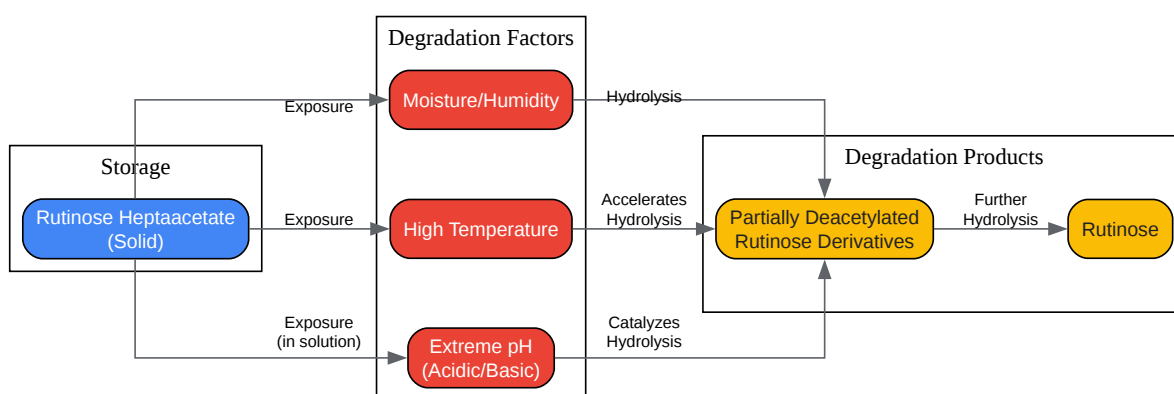 Degradation Factors
Moisture/Humidity
Exposure
Hydrolysis
Storage
Degradation Products
Rutinose Heptaacetate
(Solid)
Exposure
High Temperature
Accelerates
Hydrolysis
Partially Deacetylated
Rutinose Derivatives
Further
Hydrolysis
Rutinose
Exposure
(in solution)
Extreme pH
(Acidic/Basic)
Catalyzes
Hydrolysis